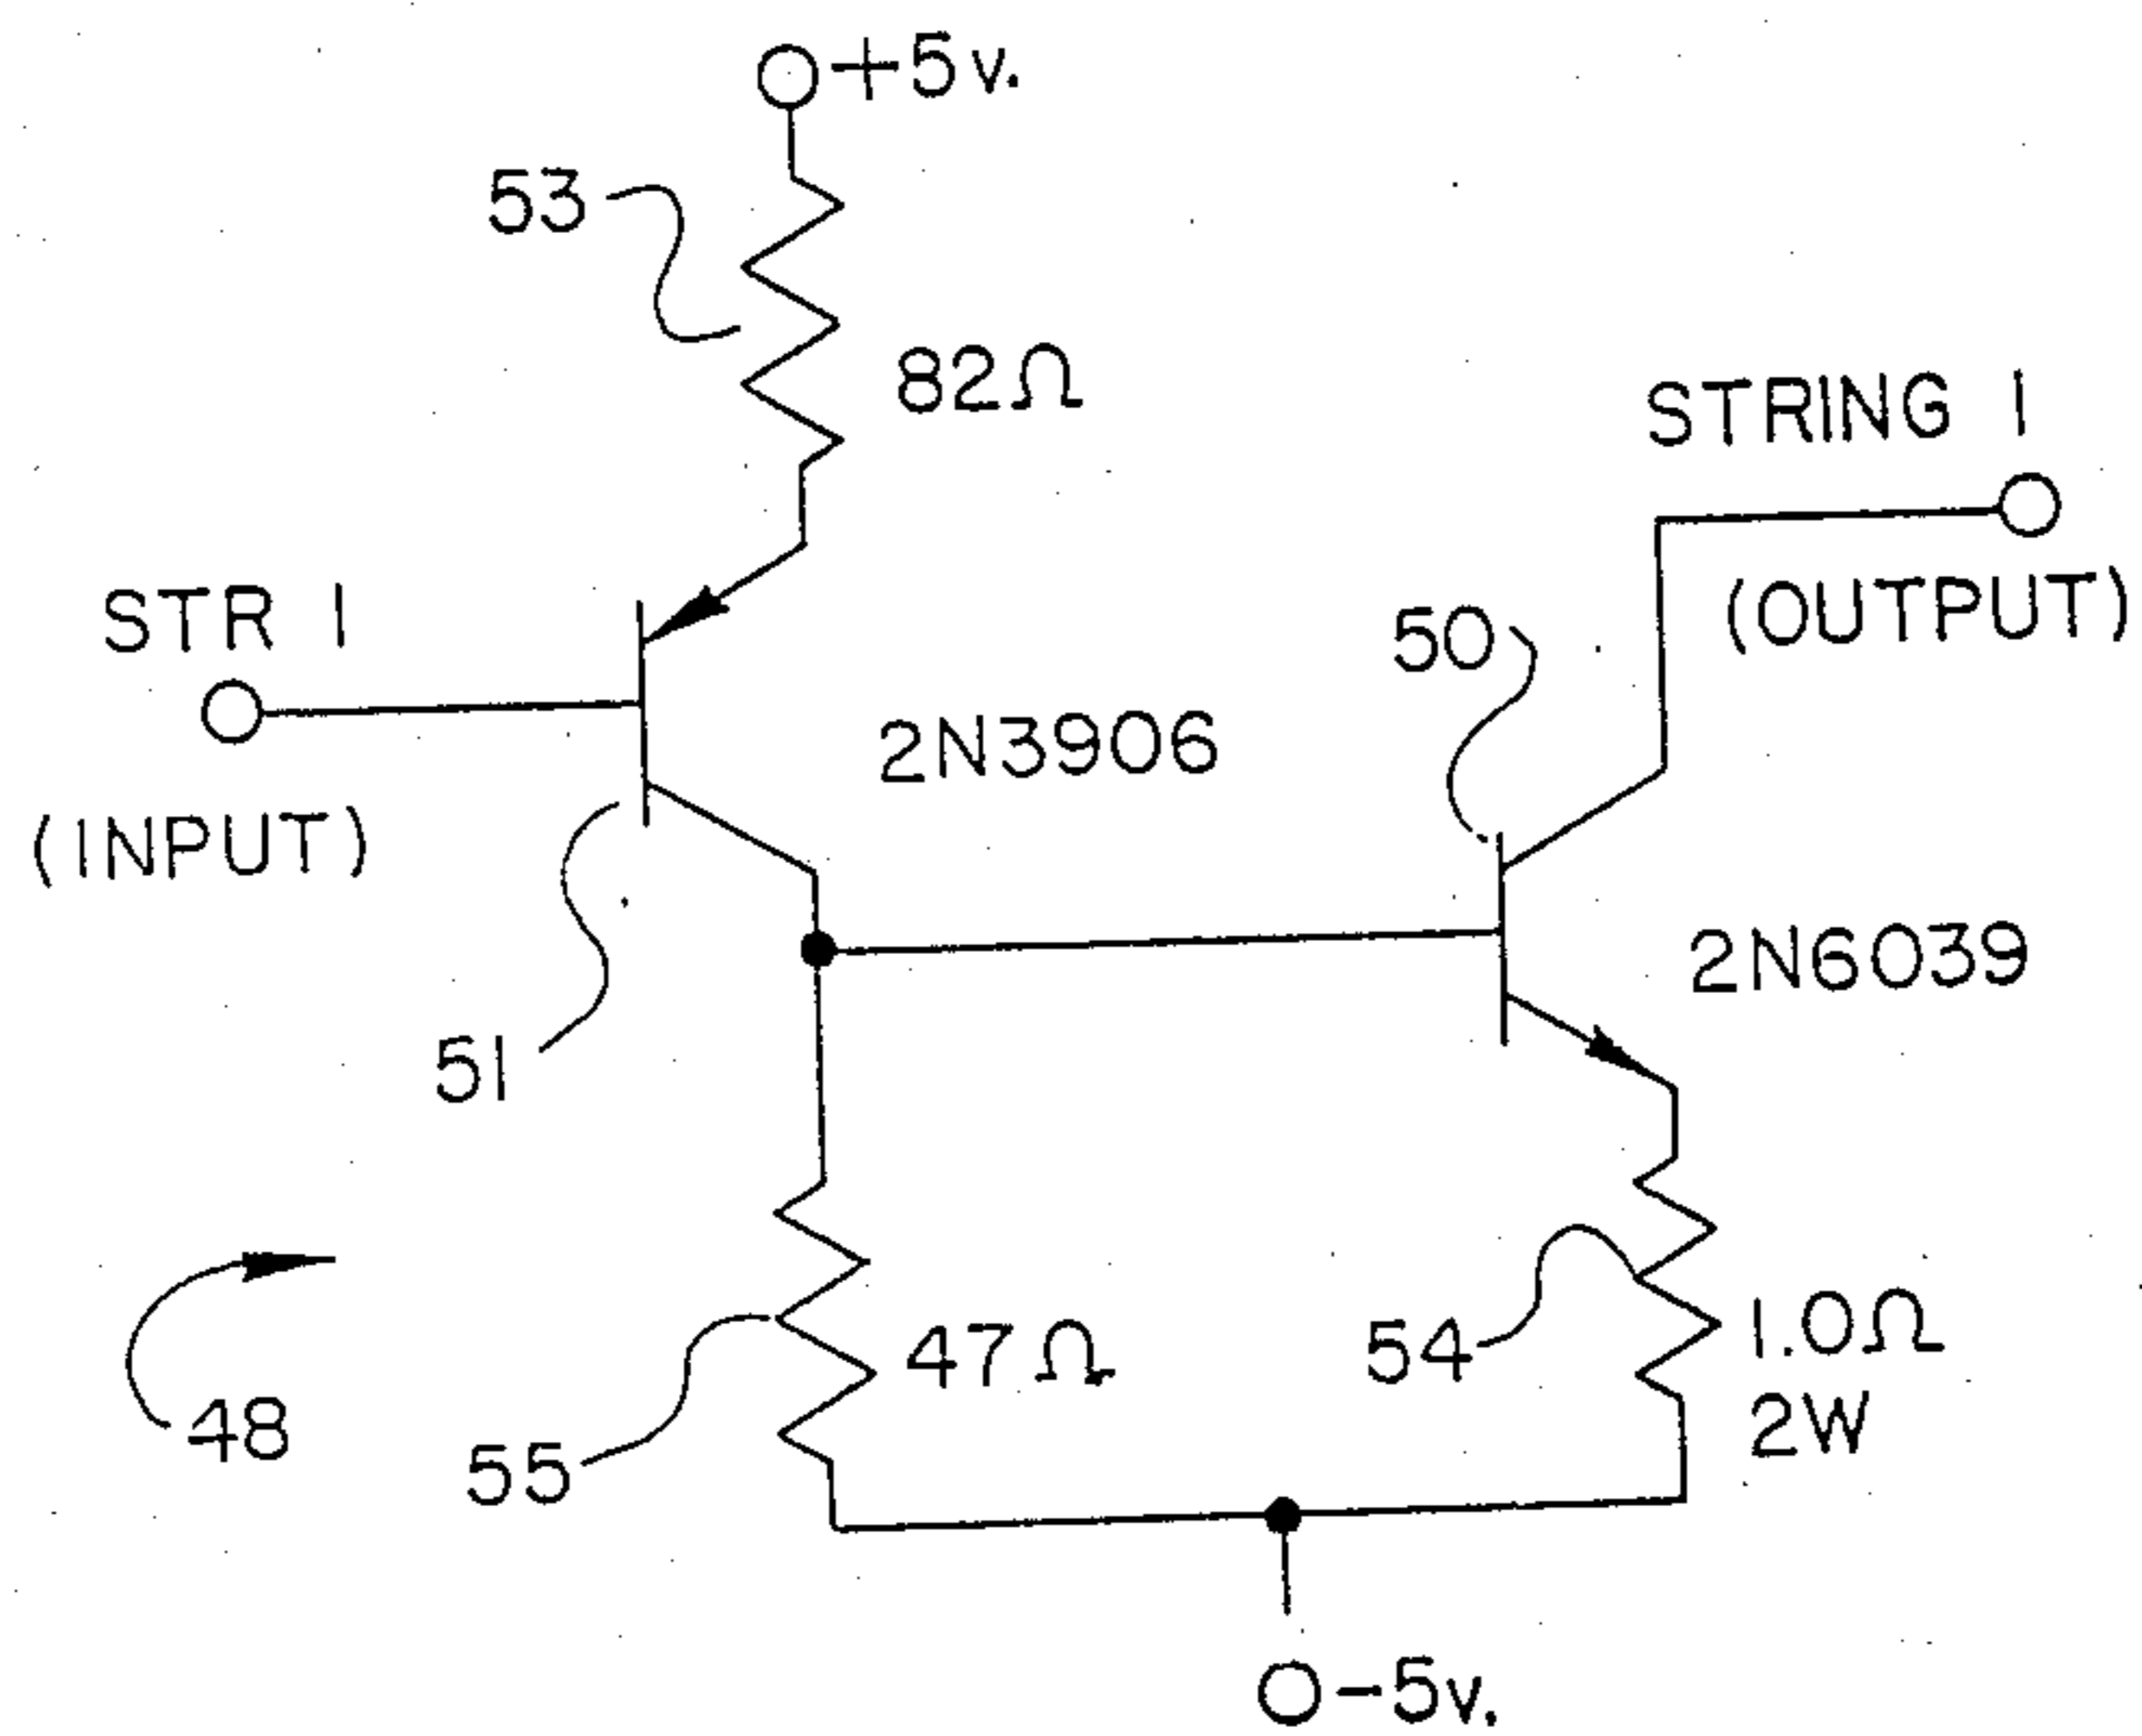 +5v.
53
82Ω
STRING 1
(OUTPUT)
STR 1
(INPUT)
50
2N3906
2N6039
51
47Ω
54
1.0Ω
2W
48
55
-5v.